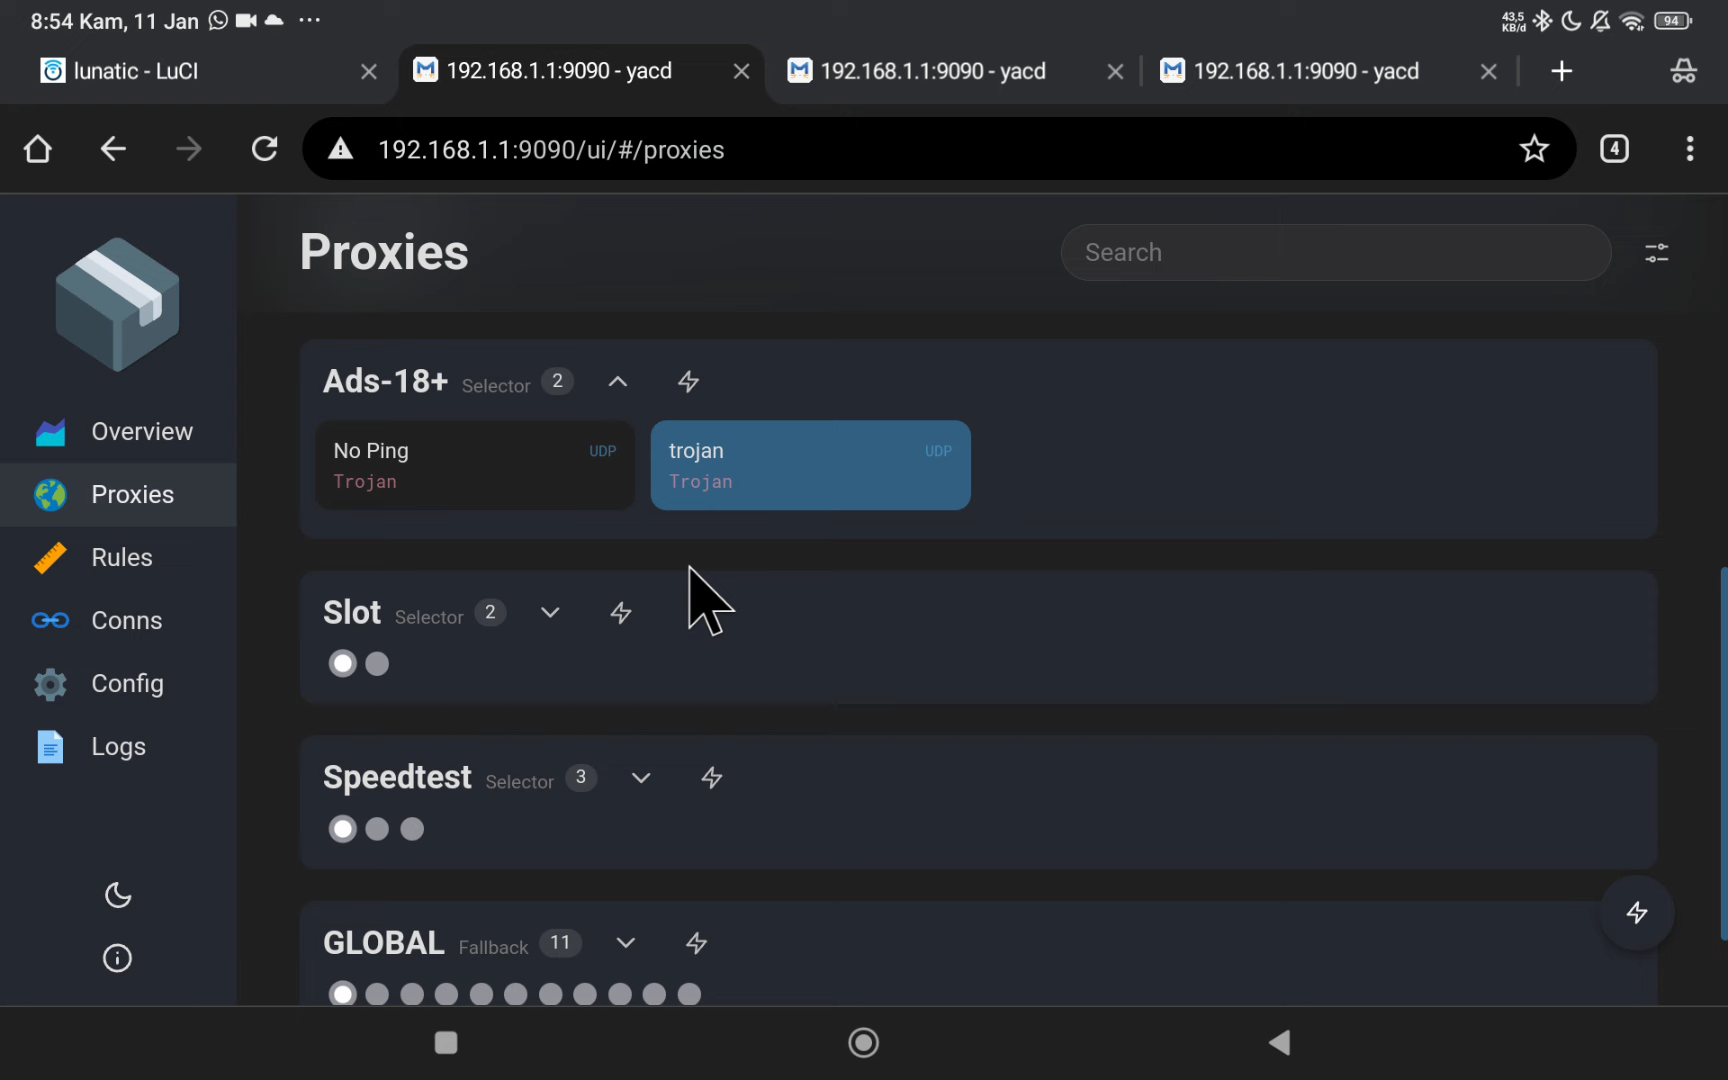 8:54 Kam, 11 Jan
43,5
KB/d
94
lunatic - LuCI
192.168.1.1:9090 - yacd
192.168.1.1:9090 - yacd
192.168.1.1:9090 - yacd
192.168.1.1:9090/ui/#/proxies
4
Proxies
Search
Overview
Proxies
Rules
Conns
Config
Logs
Ads-18+ Selector 2
No Ping UDP
Trojan
trojan UDP
Trojan
Slot Selector 2
Speedtest Selector 3
GLOBAL Fallback 11